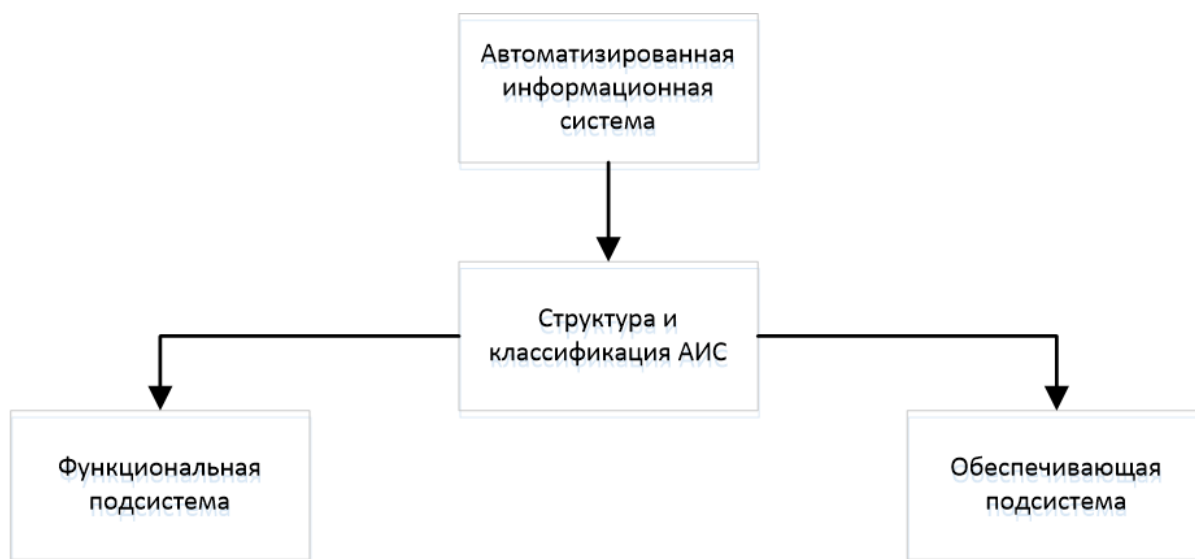 Автоматизированная
информационная
система
Структура и
классификация АИС
Функциональная
подсистема
Обеспечивающая
подсистема